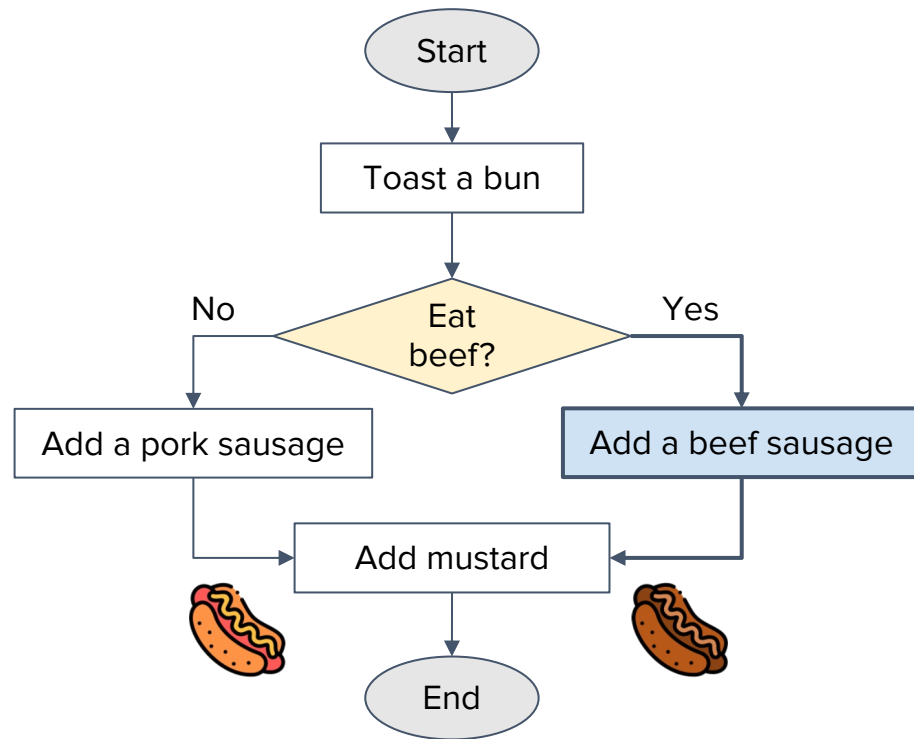 Start
Toast a bun
No
Eat
beef?
Yes
Add a pork sausage
Add a beef sausage
Add mustard
End